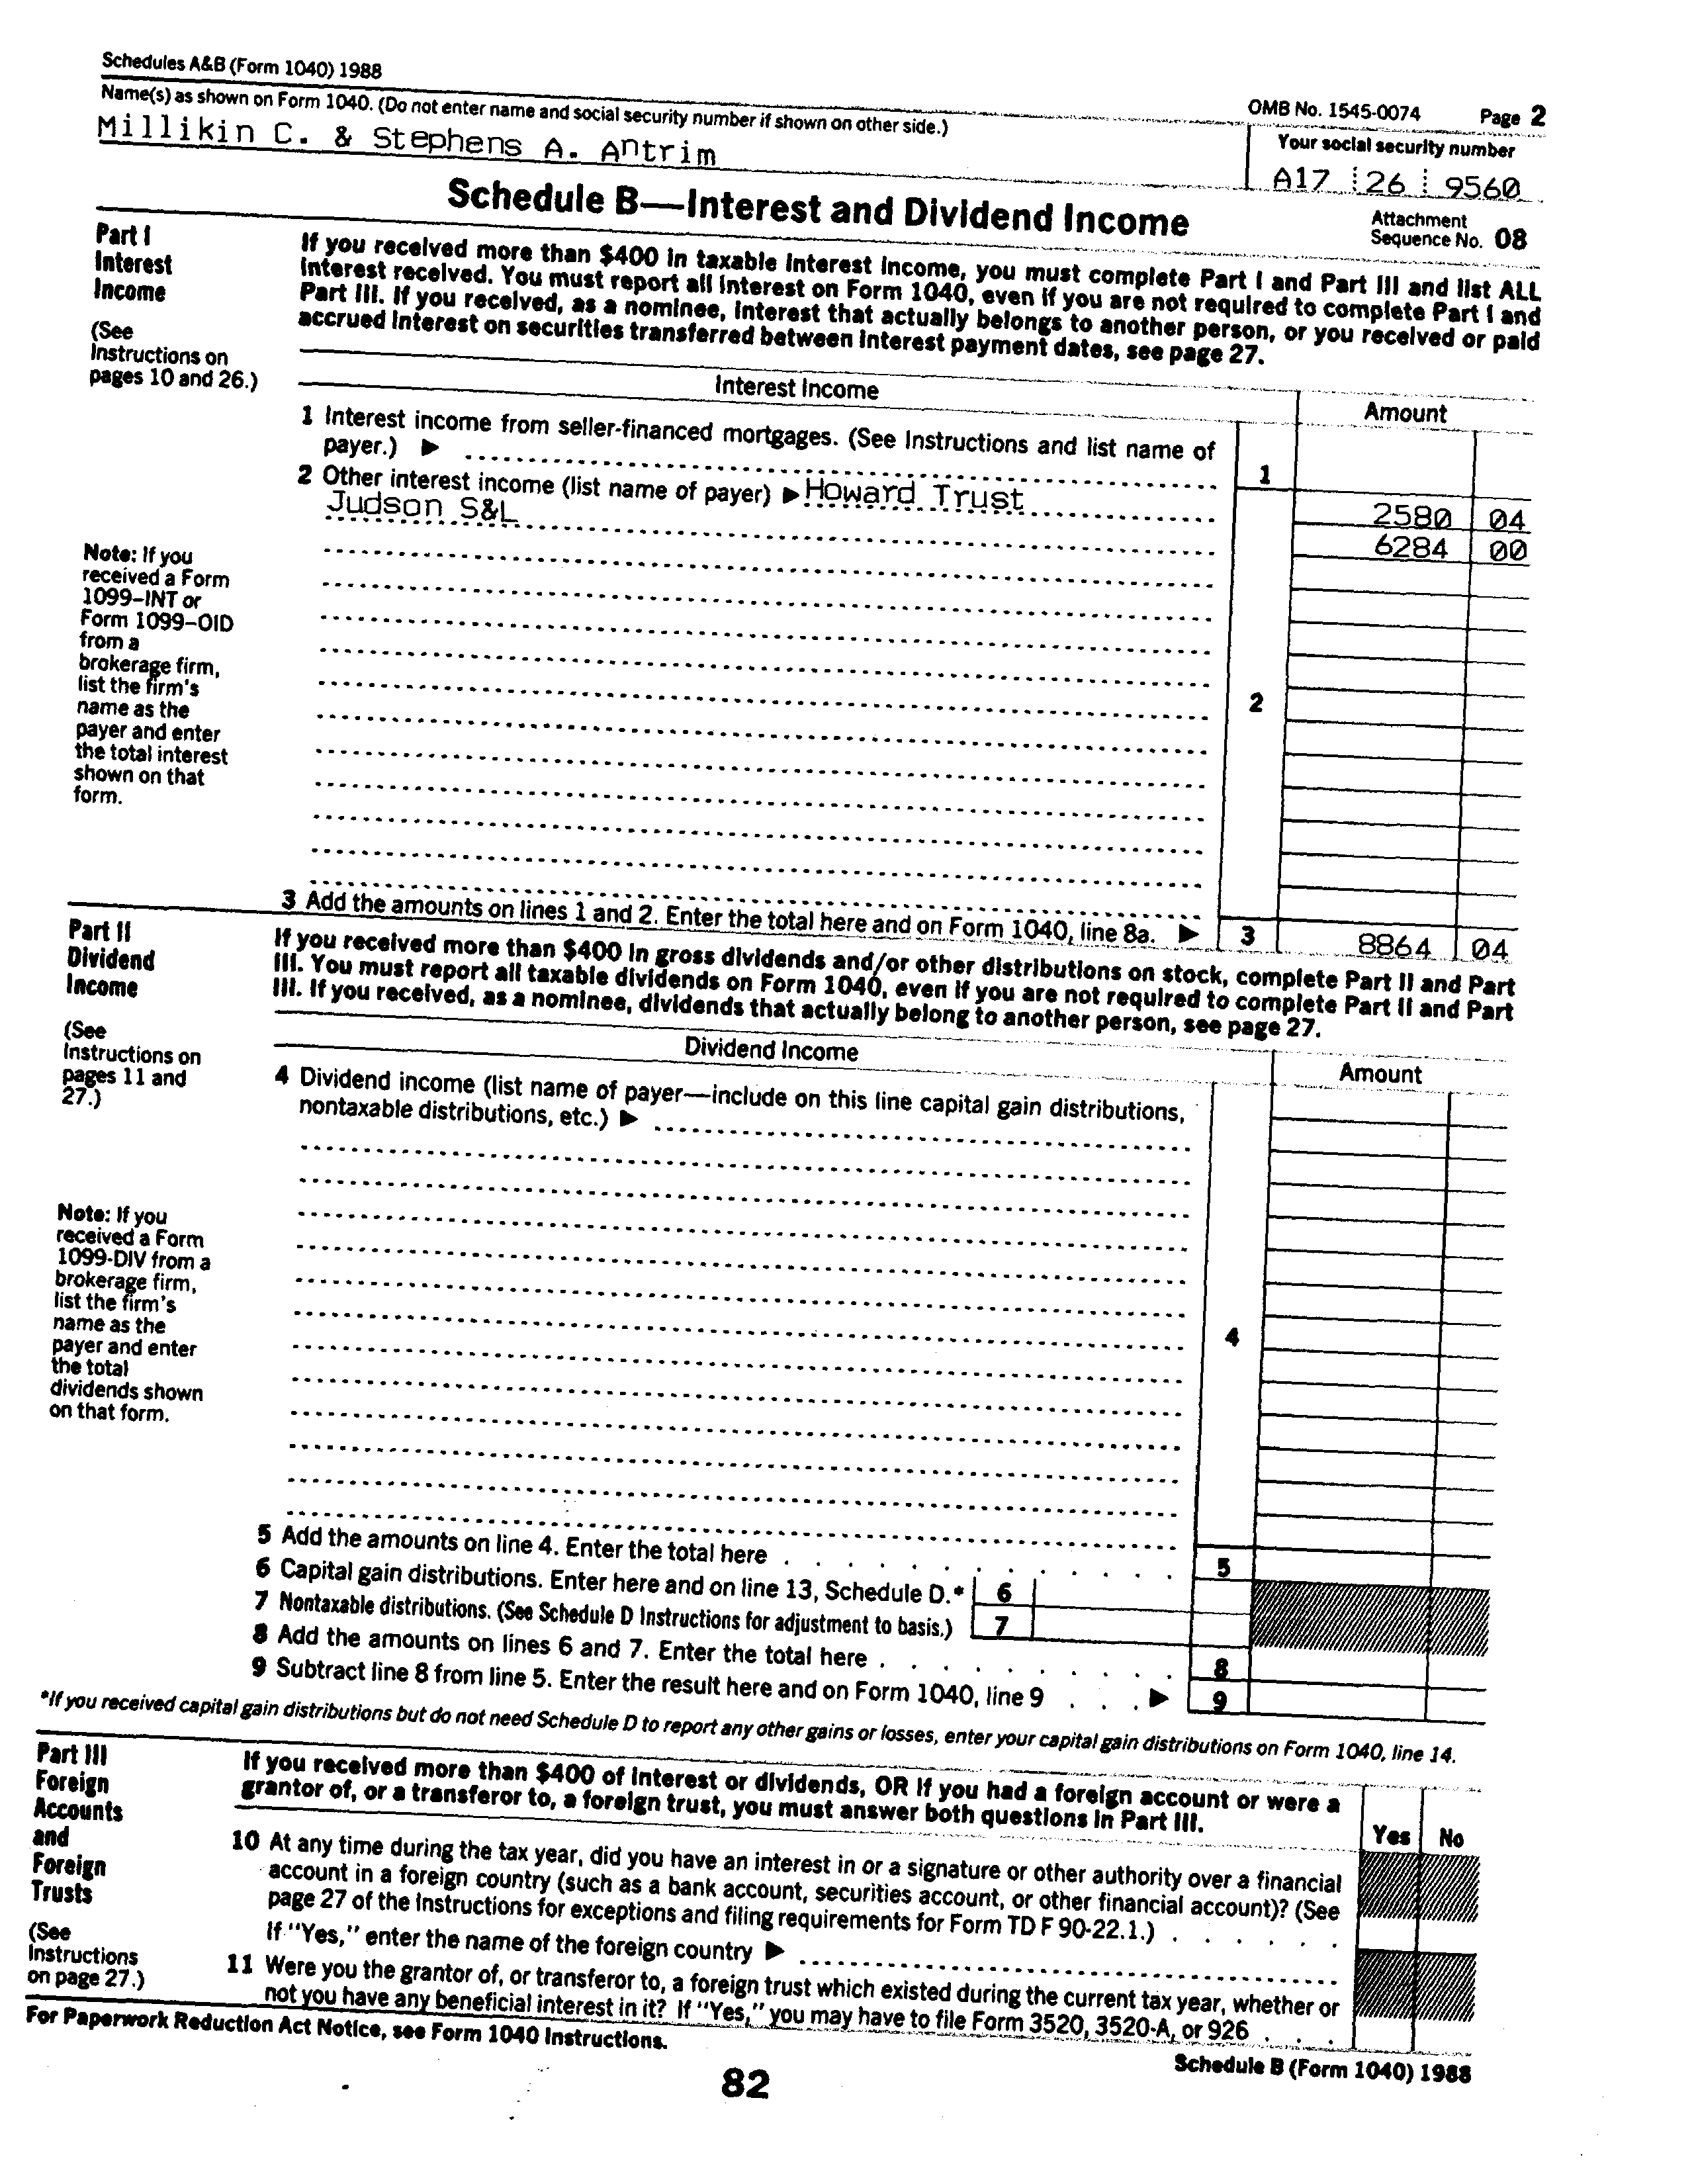 Schedules A&B (Form 1040) 1988
OMB No. 1545-0074 Page 2
Name(s) as shown on Form 1040. (Do not enter name and social security number if shown on other side.)
Your social security number
Millikin C. & Stephens A. Antrim
A17 26 9560
Schedule B—Interest and Dividend Income
Attachment
Sequence No. 08
Part I
Interest
Income
(See
Instructions on
pages 10 and 26.)
If you received more than $400 in taxable interest income, you must complete Part I and Part III and list ALL
interest received. You must report all interest on Form 1040, even if you are not required to complete Part I and
Part III. If you received, as a nominee, interest that actually belongs to another person, or you received or paid
accrued interest on securities transferred between interest payment dates, see page 27.
Interest Income
Amount
1 Interest income from seller-financed mortgages. (See Instructions and list name of
payer.) ▶
1
2 Other interest income (list name of payer) ▶ Howard Trust
2580 04
Judson S&L
6284 00
Note: If you
received a Form
1099–INT or
Form 1099–OID
from a
brokerage firm,
list the firm's
name as the
payer and enter
the total interest
shown on that
form.
2
3 Add the amounts on lines 1 and 2. Enter the total here and on Form 1040, line 8a. ▶ 3 8864 04
Part II
Dividend
Income
(See
Instructions on
pages 11 and
27.)
If you received more than $400 in gross dividends and/or other distributions on stock, complete Part II and Part
III. You must report all taxable dividends on Form 1040, even if you are not required to complete Part II and Part
III. If you received, as a nominee, dividends that actually belong to another person, see page 27.
Dividend Income
Amount
4 Dividend income (list name of payer—include on this line capital gain distributions,
nontaxable distributions, etc.) ▶
Note: If you
received a Form
1099-DIV from a
brokerage firm,
list the firm's
name as the
payer and enter
the total
dividends shown
on that form.
4
5 Add the amounts on line 4. Enter the total here 5
6 Capital gain distributions. Enter here and on line 13, Schedule D.* 6
7 Nontaxable distributions. (See Schedule D Instructions for adjustment to basis.) 7
8 Add the amounts on lines 6 and 7. Enter the total here 8
9 Subtract line 8 from line 5. Enter the result here and on Form 1040, line 9 ▶ 9
*If you received capital gain distributions but do not need Schedule D to report any other gains or losses, enter your capital gain distributions on Form 1040, line 14.
Part III
Foreign
Accounts
and
Foreign
Trusts
(See
Instructions
on page 27.)
If you received more than $400 of interest or dividends, OR if you had a foreign account or were a
grantor of, or a transferor to, a foreign trust, you must answer both questions in Part III.
Yes No
10 At any time during the tax year, did you have an interest in or a signature or other authority over a financial
account in a foreign country (such as a bank account, securities account, or other financial account)? (See
page 27 of the Instructions for exceptions and filing requirements for Form TD F 90-22.1.)
If "Yes," enter the name of the foreign country ▶
11 Were you the grantor of, or transferor to, a foreign trust which existed during the current tax year, whether or
not you have any beneficial interest in it? If "Yes," you may have to file Form 3520, 3520-A, or 926
For Paperwork Reduction Act Notice, see Form 1040 Instructions.
Schedule B (Form 1040) 1988
82